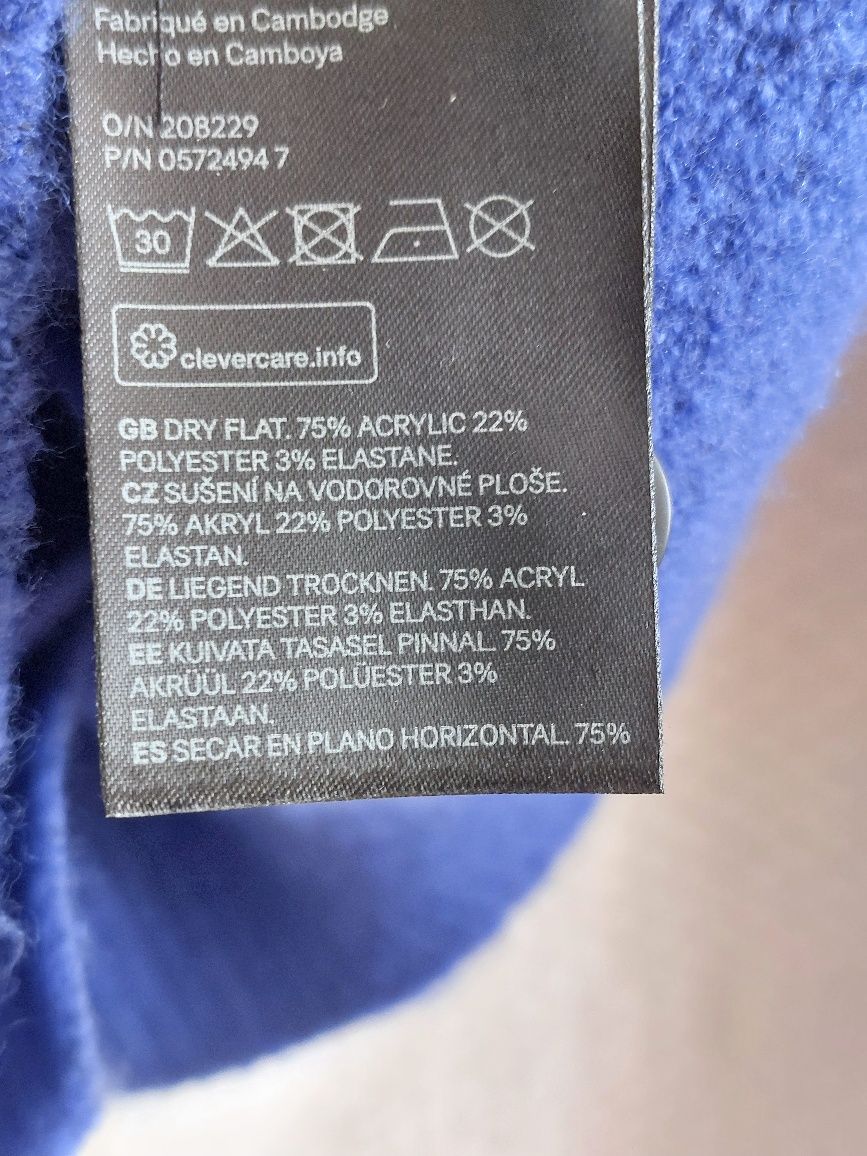 Fabriqué en Cambodge
Hecho en Camboya
O/N 208229
P/N 0572494 7
30
clevercare.info
GB DRY FLAT. 75% ACRYLIC 22%
POLYESTER 3% ELASTANE.
CZ SUŠENÍ NA VODOROVNÉ PLOŠE.
75% AKRYL 22% POLYESTER 3%
ELASTAN.
DE LIEGEND TROCKNEN. 75% ACRYL
22% POLYESTER 3% ELASTHAN.
EE KUIVATA TASASEL PINNAL. 75%
AKRÜÜL 22% POLÜESTER 3%
ELASTAAN.
ES SECAR EN PLANO HORIZONTAL. 75%